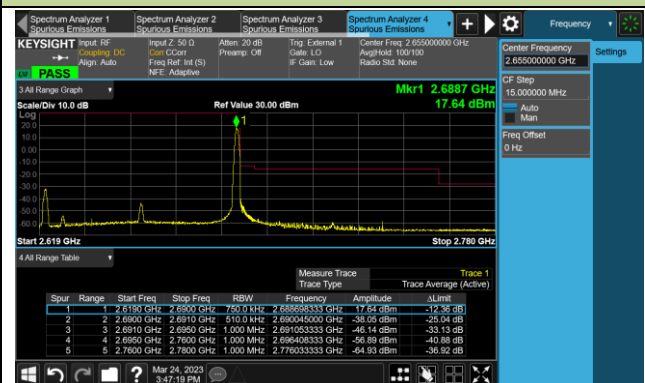 Spectrum Analyzer 1
Spurious Emissions
Spectrum Analyzer 2
Spurious Emissions
Spectrum Analyzer 3
Spurious Emissions
Spectrum Analyzer 4
Spurious Emissions
Frequency
KEYSIGHT
Input: RF
Coupling: DC
Align: Auto
Input Z: 50 Ω
Corr CCorr
Freq Ref: Int (S)
NFE: Adaptive
Atten: 20 dB
Preamp: Off
Trig: External 1
Gate: LO
IF Gain: Low
Center Freq: 2.655000000 GHz
Avg|Hold: 100/100
Radio Std: None
PASS
Center Frequency
2.655000000 GHz
Settings
CF Step
15.000000 MHz
Auto
Man
Freq Offset
0 Hz
3 All Range Graph
Mkr1 2.6887 GHz
Scale/Div 10.0 dB
Ref Value 30.00 dBm
17.64 dBm
Log
1
20.0
10.0
0.00
-10.0
-20.0
-30.0
-40.0
-50.0
-60.0
Start 2.619 GHz
Stop 2.780 GHz
4 All Range Table
Measure Trace Trace 1
Trace Type Trace Average (Active)
Spur Range Start Freq Stop Freq RBW Frequency Amplitude ΔLimit
1 1 2.6190 GHz 2.6900 GHz 750.0 kHz 2.688698333 GHz 17.64 dBm -12.36 dB
2 2 2.6900 GHz 2.6910 GHz 510.0 kHz 2.690045000 GHz -38.05 dBm -25.04 dB
3 3 2.6910 GHz 2.6950 GHz 1.000 MHz 2.691053333 GHz -46.14 dBm -33.13 dB
4 4 2.6950 GHz 2.7600 GHz 1.000 MHz 2.696408333 GHz -56.89 dBm -40.88 dB
5 5 2.7600 GHz 2.7800 GHz 1.000 MHz 2.776033333 GHz -64.93 dBm -36.92 dB
Mar 24, 2023
3:47:19 PM